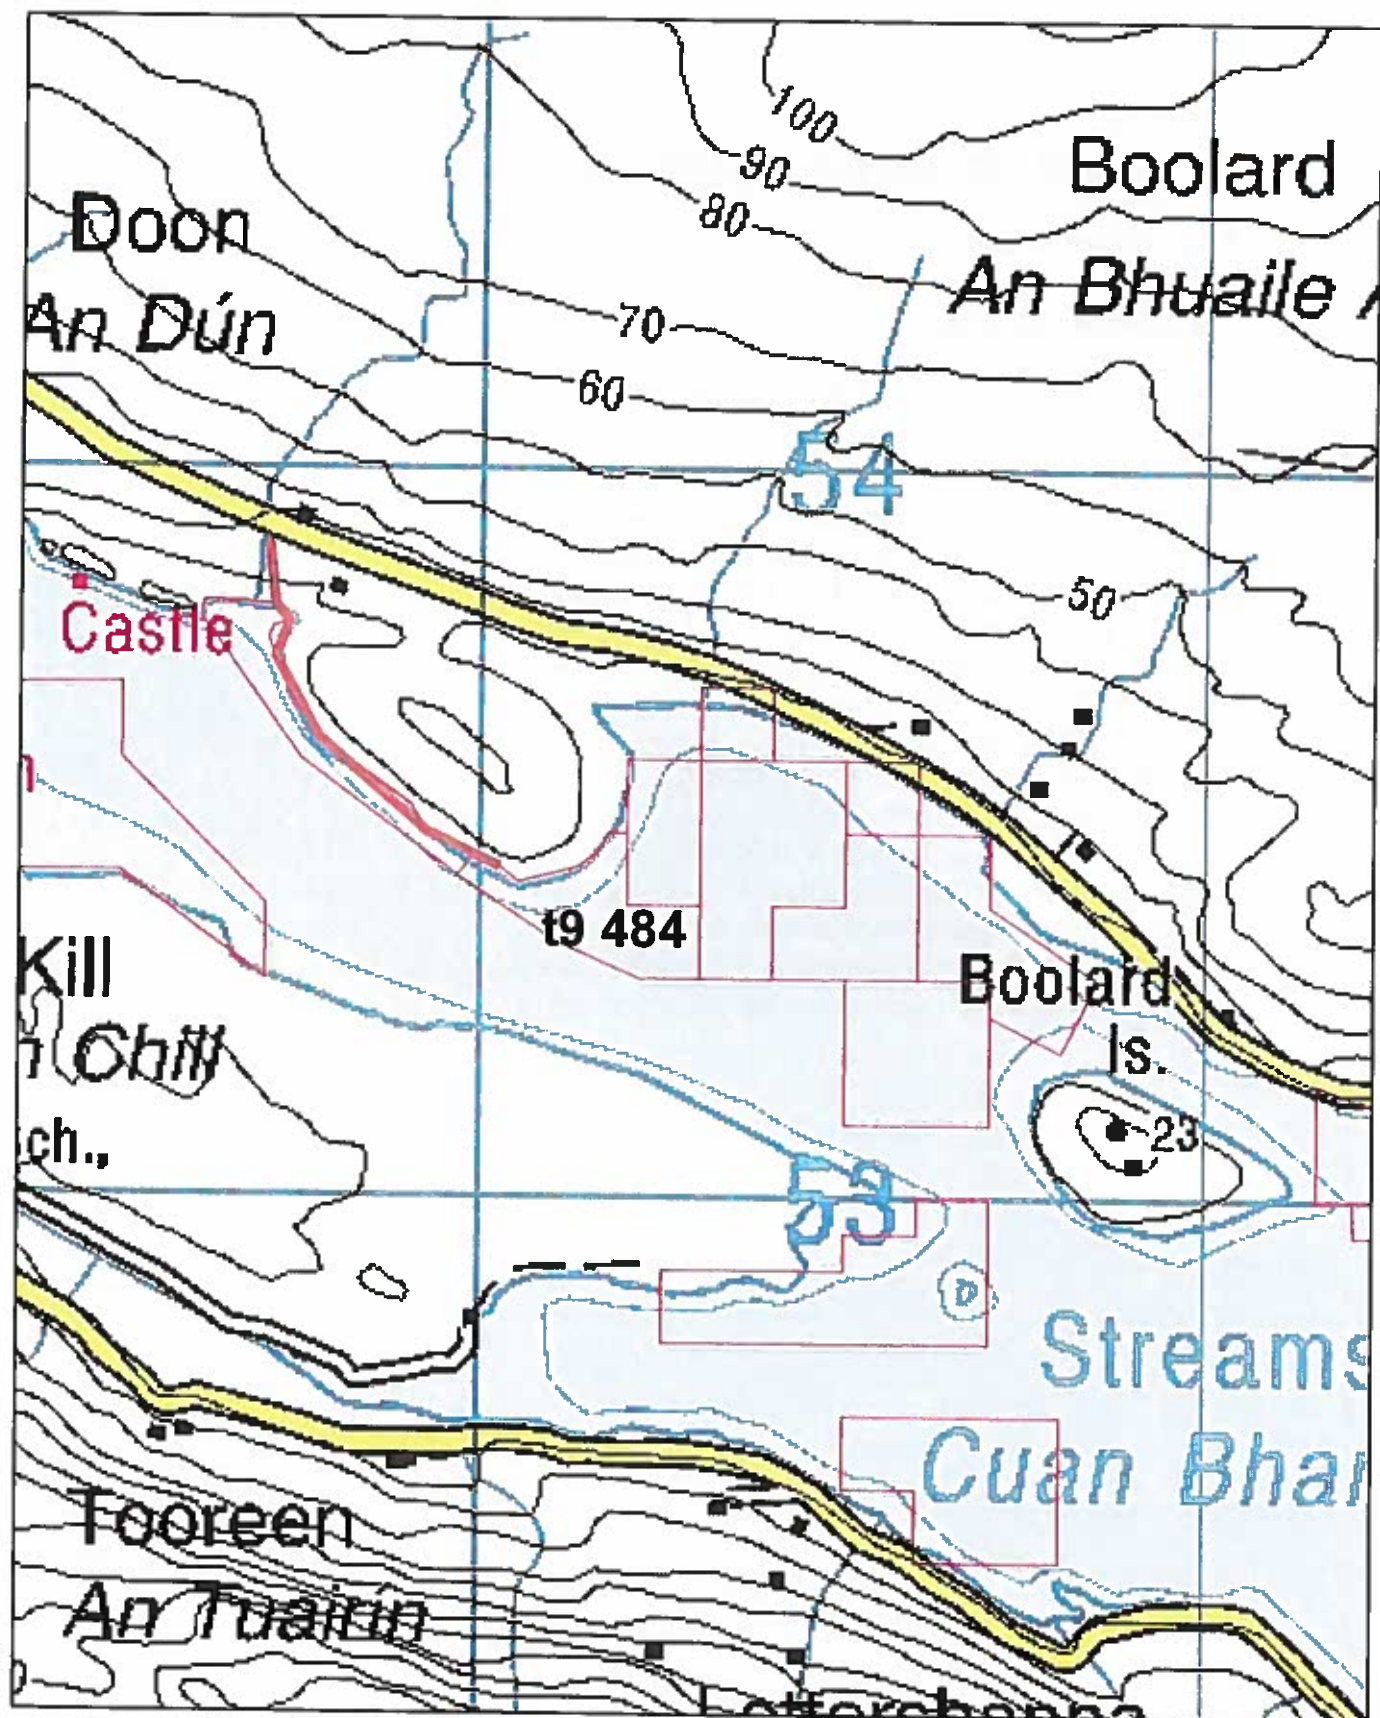 100
90
Boolard
80
Doon
An Bhuaile
An Dún
70
60
54
50
Castle
t9 484
Kill
Boolard
Is.
Chill
ch.,
23
53
Streams
Cuan Bhar
Tooreen
An Tuairín